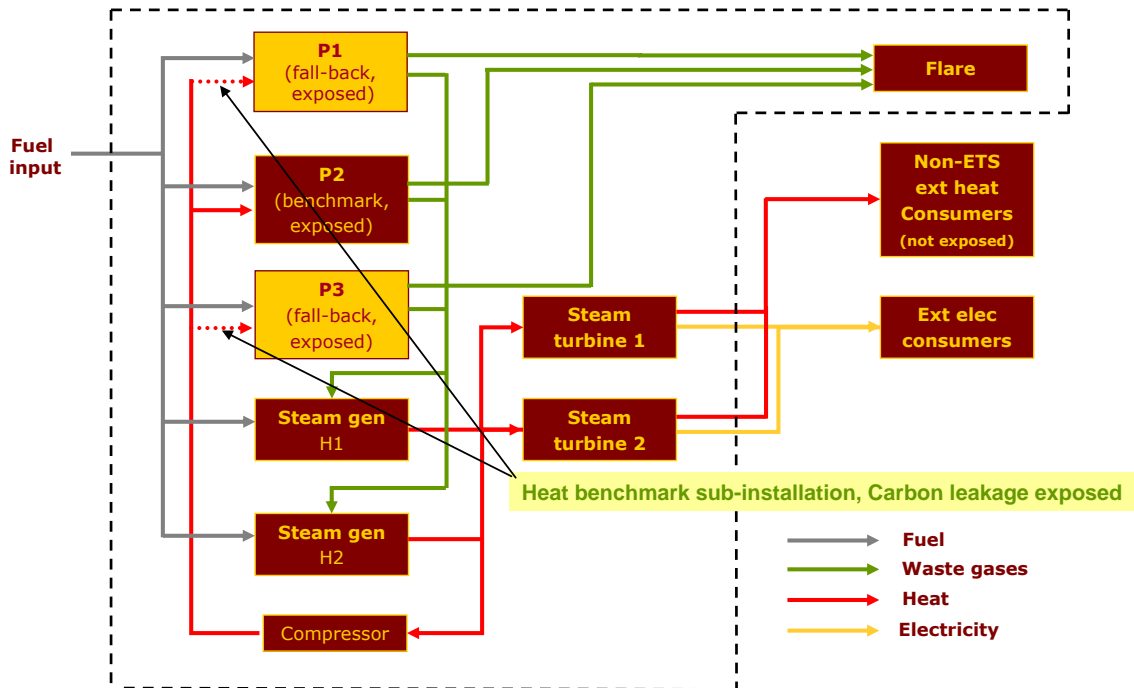 P1
(fall-back,
exposed)
Flare
Fuel
input
P2
(benchmark,
exposed)
Non-ETS
ext heat
Consumers
(not exposed)
P3
(fall-back,
exposed)
Steam
turbine 1
Ext elec
consumers
Steam gen
H1
Steam
turbine 2
Heat benchmark sub-installation, Carbon leakage exposed
Steam gen
H2
Fuel
Waste gases
Heat
Electricity
Compressor